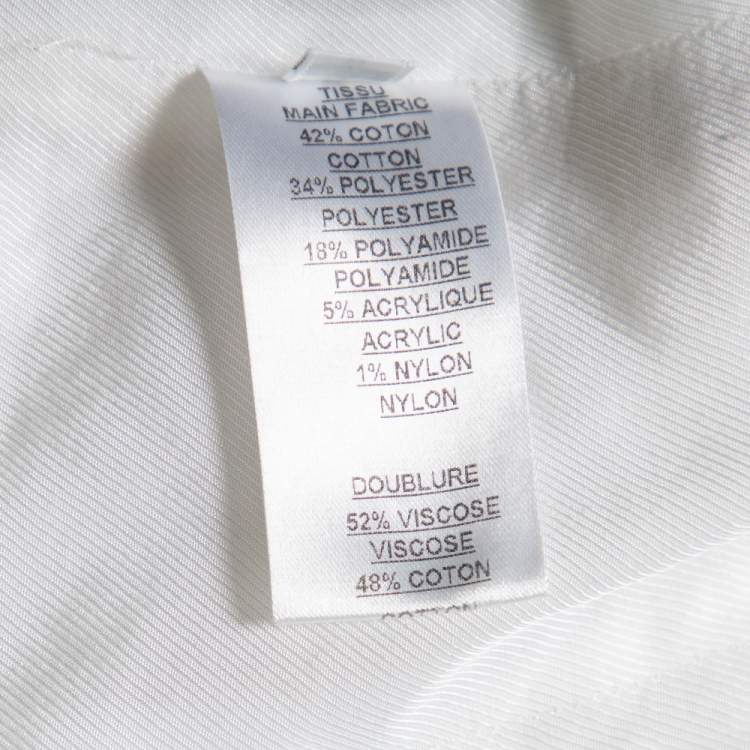 TISSU
MAIN FABRIC
42% COTON
COTTON
34% POLYESTER
POLYESTER
18% POLYAMIDE
POLYAMIDE
5% ACRYLIQUE
ACRYLIC
1% NYLON
NYLON
DOUBLURE
52% VISCOSE
VISCOSE
48% COTON
COTTON